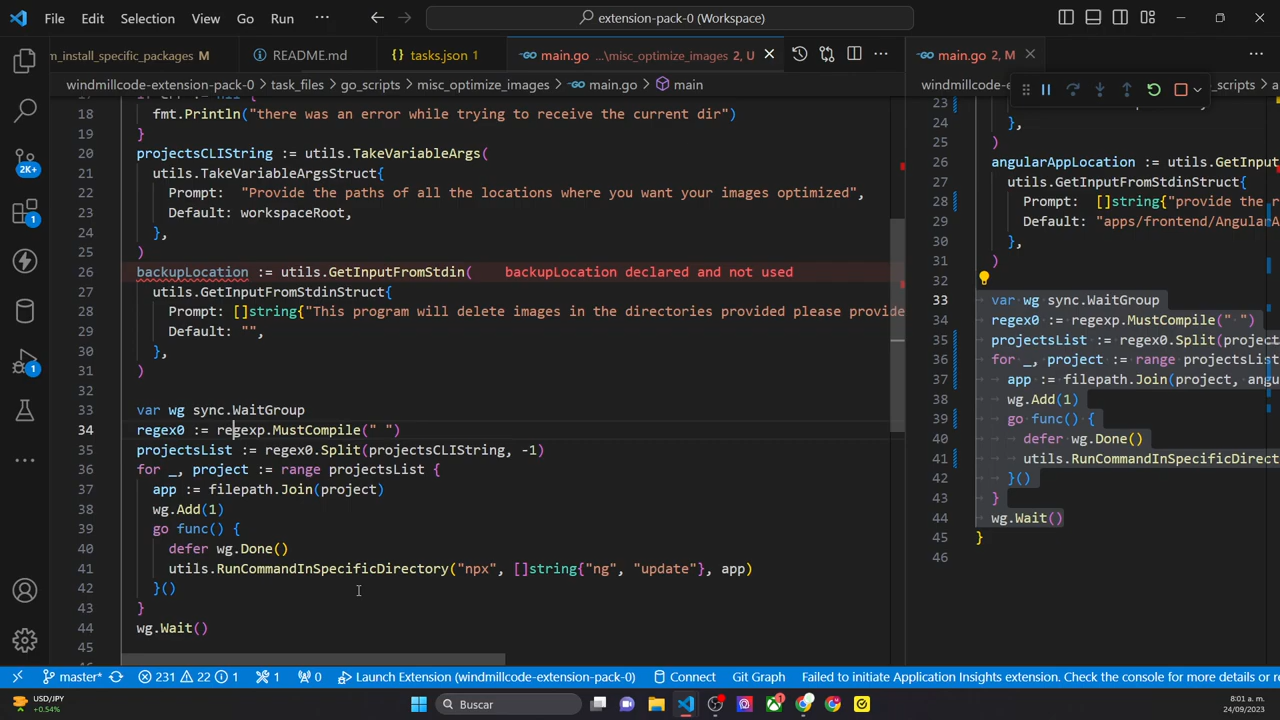 File Edit Selection View Go Run ··· extension-pack-0 (Workspace)
m_install_specific_packages M README.md tasks.json 1 main.go ...\misc_optimize_images 2, U main.go 2, M
windmillcode-extension-pack-0 > task_files > go_scripts > misc_optimize_images > main.go > main
18 fmt.Println("there was an error while trying to receive the current dir")
19 }
20 projectsCLIString := utils.TakeVariableArgs(
21 utils.TakeVariableArgsStruct{
22 Prompt: "Provide the paths of all the locations where you want your images optimized",
23 Default: workspaceRoot,
24 },
25 )
26 backupLocation := utils.GetInputFromStdin( backupLocation declared and not used
27 utils.GetInputFromStdinStruct{
28 Prompt: []string{"This program will delete images in the directories provided please provide
29 Default: "",
30 },
31 )
32
33 var wg sync.WaitGroup
34 regex0 := regexp.MustCompile(" ")
35 projectsList := regex0.Split(projectsCLIString, -1)
36 for _, project := range projectsList {
37 app := filepath.Join(project)
38 wg.Add(1)
39 go func() {
40 defer wg.Done()
41 utils.RunCommandInSpecificDirectory("npx", []string{"ng", "update"}, app)
42 }()
43 }
44 wg.Wait()
45
23
24 },
25 )
26 angularAppLocation := utils.GetInpu
27 utils.GetInputFromStdinStruct{
28 Prompt: []string{"provide the r
29 Default: "apps/frontend/AngularA
30 },
31 )
32
33 var wg sync.WaitGroup
34 regex0 := regexp.MustCompile(" ")
35 projectsList := regex0.Split(project
36 for _, project := range projectsList
37 app := filepath.Join(project, angu
38 wg.Add(1)
39 go func() {
40 defer wg.Done()
41 utils.RunCommandInSpecificDirect
42 }()
43 }
44 wg.Wait()
45 }
46
2K+
1
1
master* 231 22 1 1 0 Launch Extension (windmillcode-extension-pack-0) Connect Git Graph Failed to initiate Application Insights extension. Check the console for more details or re
USD/JPY
+0.54%
Buscar
1
8:01 a. m.
24/09/2023